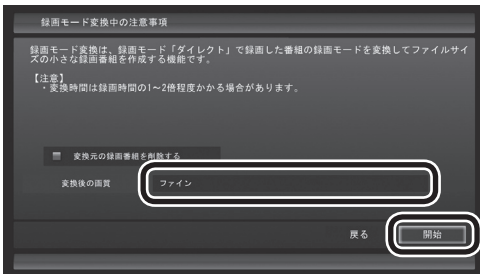 録画モード変換中の注意事項
録画モード変換は、録画モード「ダイレクト」で録画した番組の録画モードを変換してファイルサイ
ズの小さな録画番組を作成する機能です。
【注意】
・変換時間は録画時間の1〜2倍程度かかる場合があります。
変換元の録画番組を削除する
変換後の画質 ファイン
戻る 開始